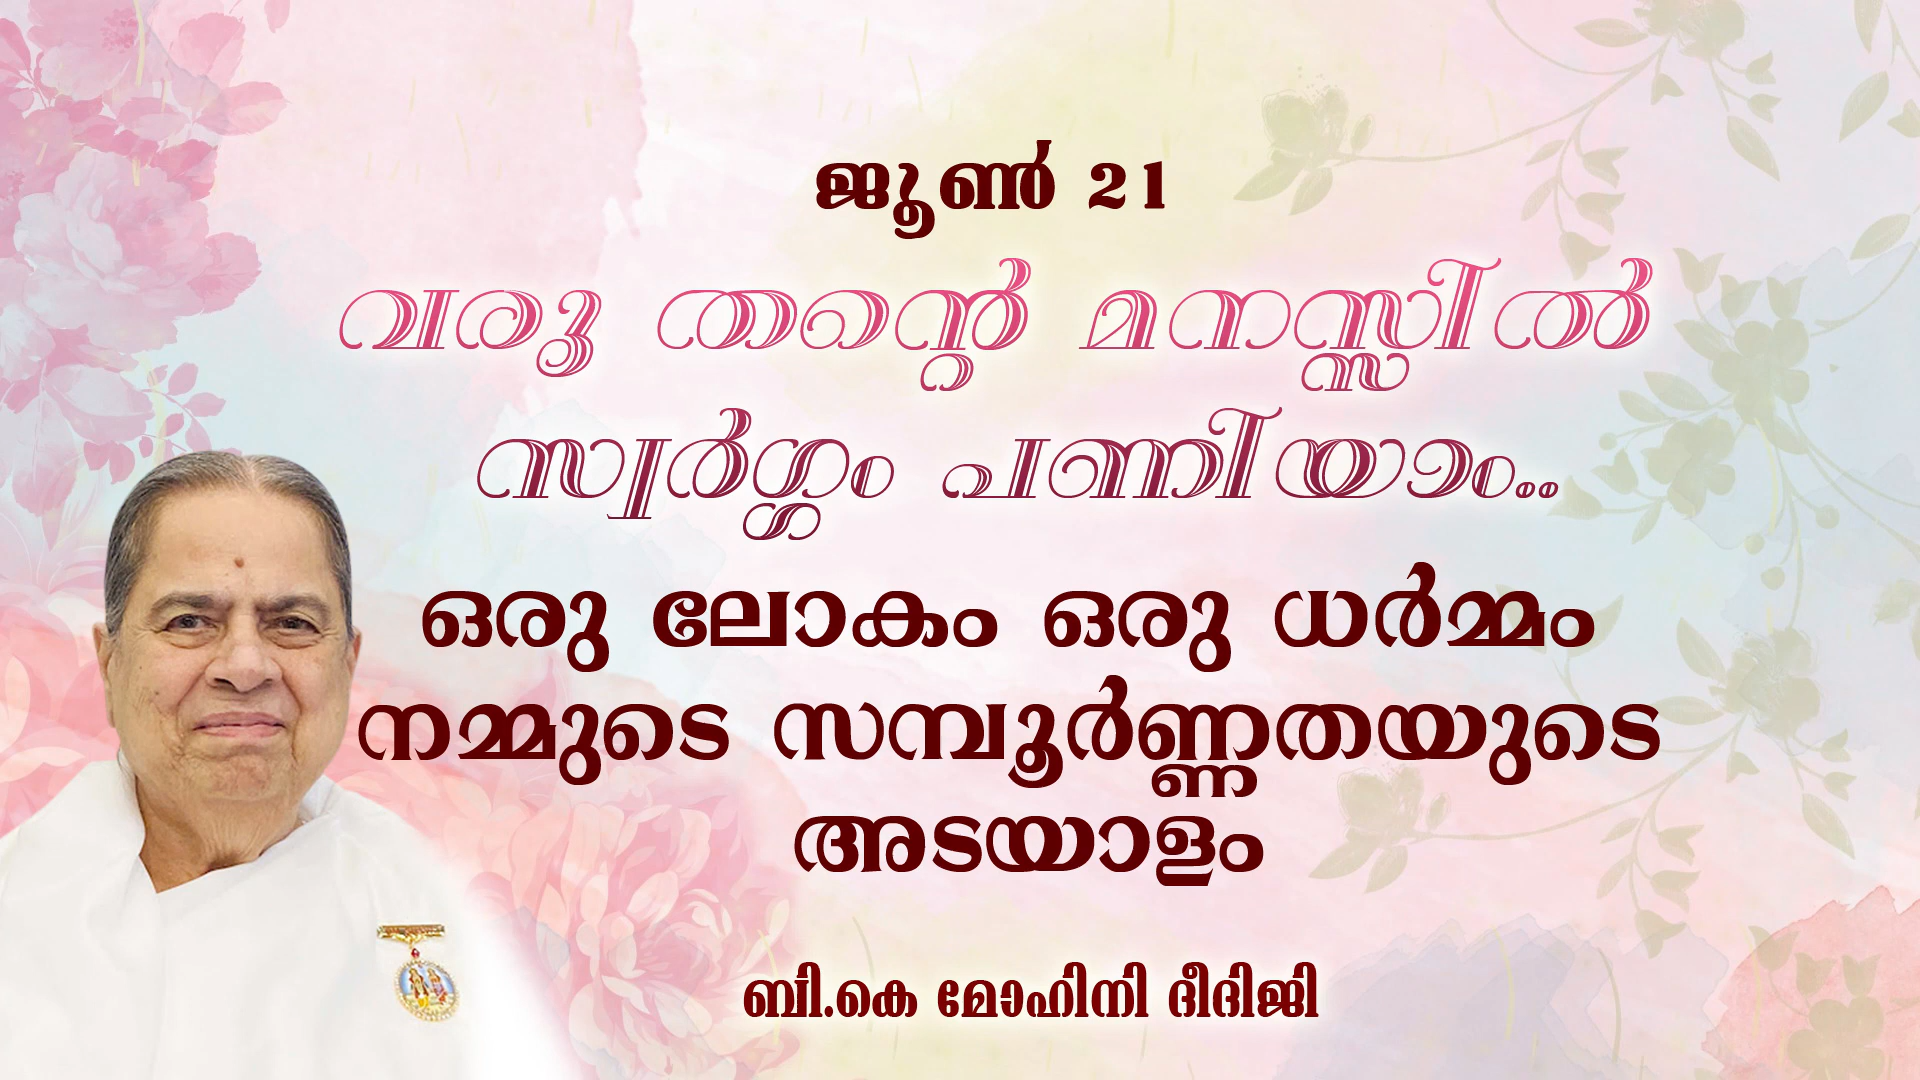 ജൂൺ 21
വരൂ തന്റെ മനസ്സിൽ
സ്വർഗ്ഗം പണിയാം..
ഒരു ലോകം ഒരു ധർമ്മം
നമ്മുടെ സമ്പൂർണ്ണതയുടെ
അടയാളം
ബി.കെ മോഹിനി ദീദിജി